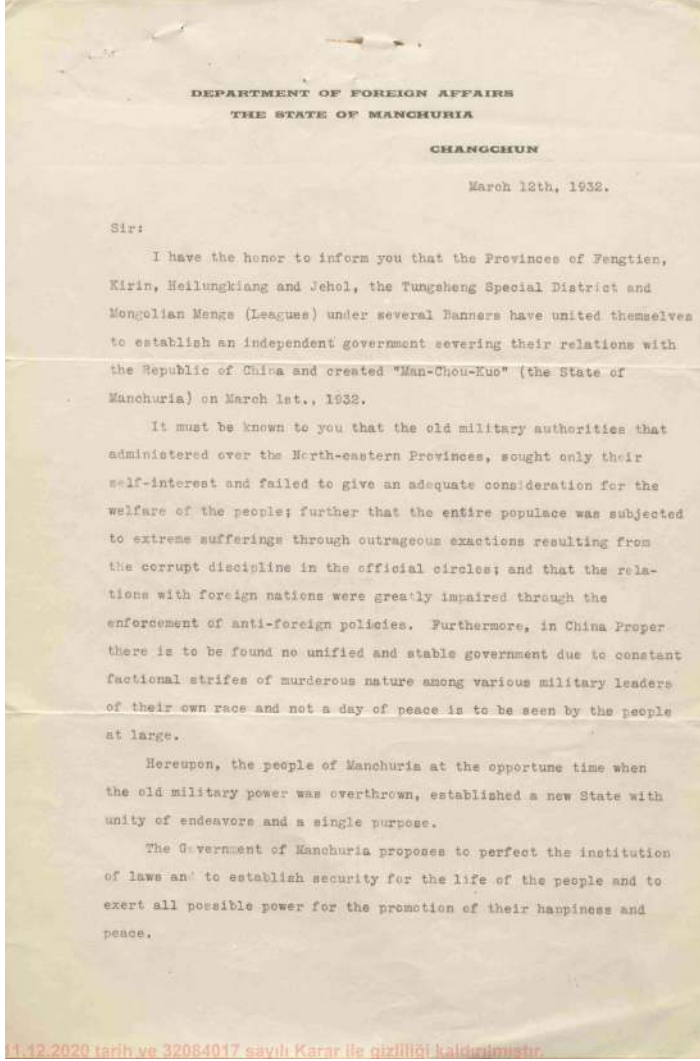 DEPARTMENT OF FOREIGN AFFAIRS
THE STATE OF MANCHURIA
CHANGCHUN
March 12th, 1932.
Sir:
I have the honor to inform you that the Provinces of Fengtien,
Kirin, Heilungkiang and Jehol, the Tungsheng Special District and
Mongolian Mengs (Leagues) under several Banners have united themselves
to establish an independent government severing their relations with
the Republic of China and created "Man-Chou-Kuo" (the State of
Manchuria) on March 1st., 1932.
It must be known to you that the old military authorities that
administered over the North-eastern Provinces, sought only their
self-interest and failed to give an adequate consideration for the
welfare of the people; further that the entire populace was subjected
to extreme sufferings through outrageous exactions resulting from
the corrupt discipline in the official circles; and that the rela-
tions with foreign nations were greatly impaired through the
enforcement of anti-foreign policies. Furthermore, in China Proper
there is to be found no unified and stable government due to constant
factional strifes of murderous nature among various military leaders
of their own race and not a day of peace is to be seen by the people
at large.
Hereupon, the people of Manchuria at the opportune time when
the old military power was overthrown, established a new State with
unity of endeavors and a single purpose.
The Government of Manchuria proposes to perfect the institution
of laws and to establish security for the life of the people and to
exert all possible power for the promotion of their happiness and
peace.
11.12.2020 tarih ve 32084017 sayılı Karar ile gizliliği kaldırılmıştır.